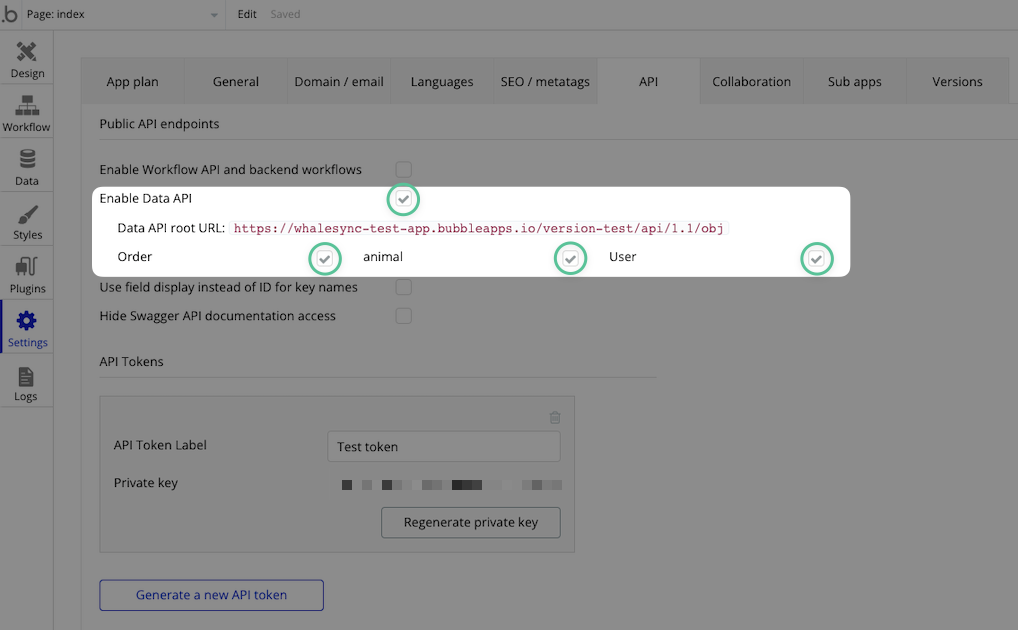 .b Page: index Edit Saved
Design
Workflow
Data
Styles
Plugins
Settings
Logs
App plan General Domain / email Languages SEO / metatags API Collaboration Sub apps Versions
Public API endpoints
Enable Workflow API and backend workflows
Enable Data API
Data API root URL: https://whalesync-test-app.bubbleapps.io/version-test/api/1.1/obj
Order animal User
Use field display instead of ID for key names
Hide Swagger API documentation access
API Tokens
API Token Label Test token
Private key
Regenerate private key
Generate a new API token